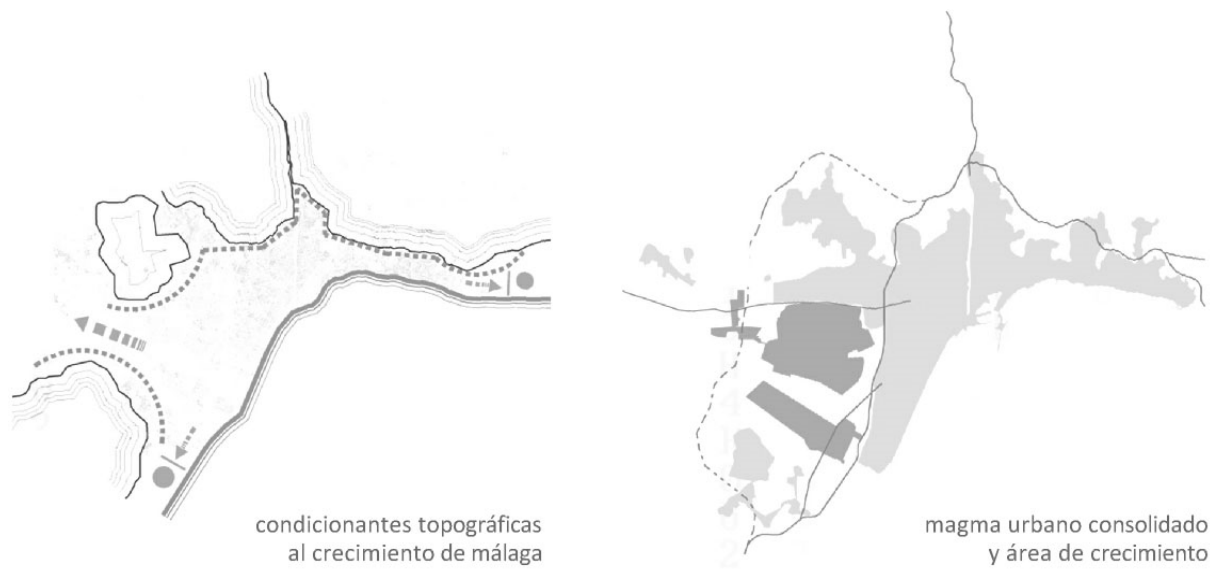 condicionantes topográficas
al crecimiento de málaga
magma urbano consolidado
y área de crecimiento